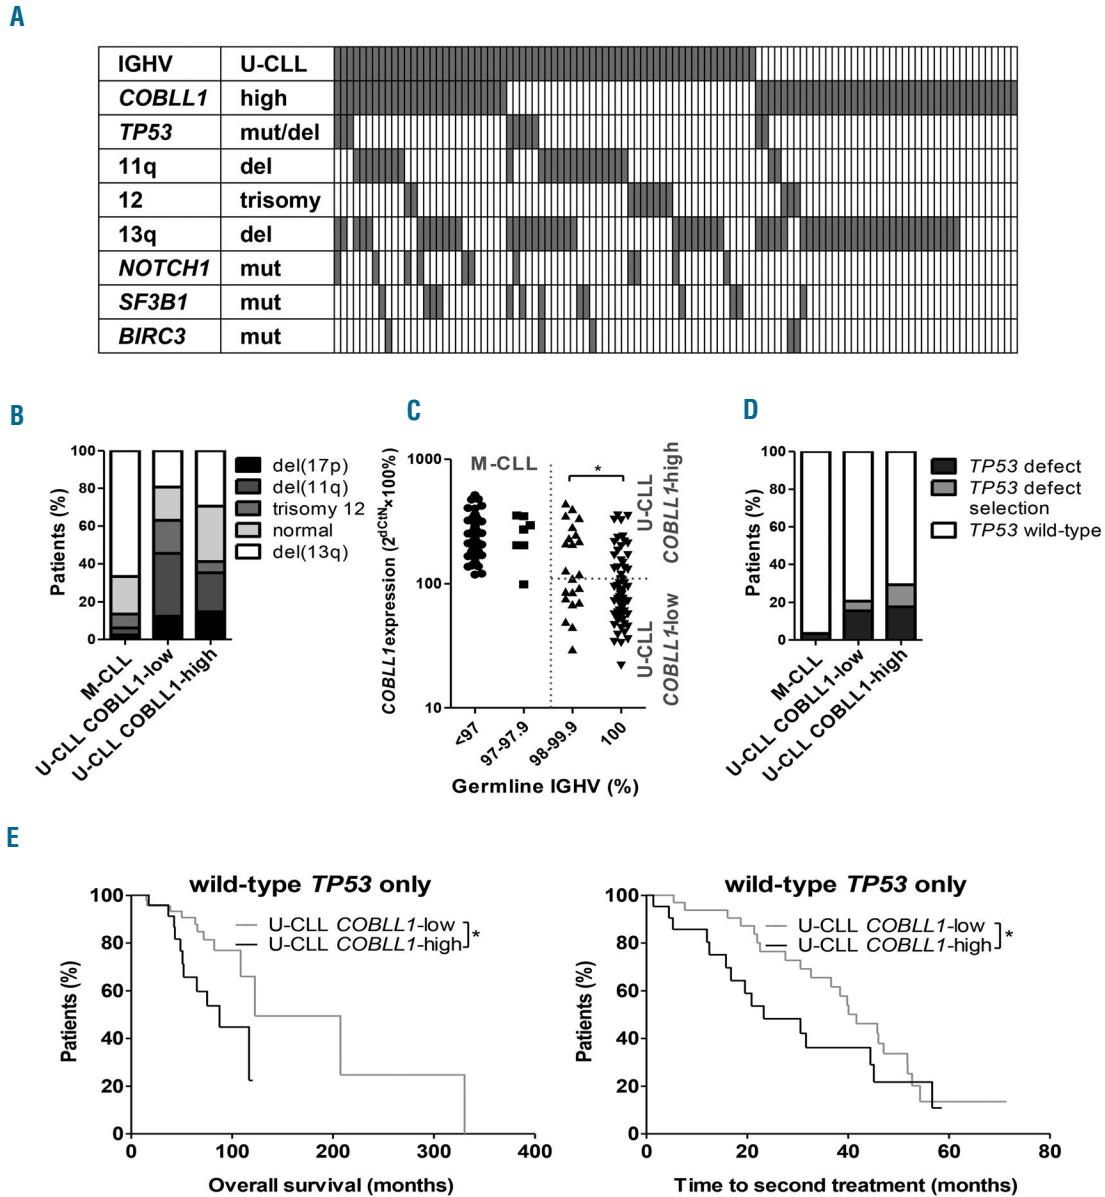 A
IGHV U-CLL
COBLL1 high
TP53 mut/del
11q del
12 trisomy
13q del
NOTCH1 mut
SF3B1 mut
BIRC3 mut
B
Patients (%)
100
80
60
40
20
0
M-CLL
U-CLL COBLL1-low
U-CLL COBLL1-high
del(17p)
del(11q)
trisomy 12
normal
del(13q)
C
COBLL1expression (2^dCtN×100%)
1000
100
10
M-CLL
*
U-CLL
COBLL1-high
U-CLL
COBLL1-low
<97
97-97.9
98-99.9
100
Germline IGHV (%)
D
Patients (%)
100
80
60
40
20
0
M-CLL
U-CLL COBLL1-low
U-CLL COBLL1-high
TP53 defect
TP53 defect
selection
TP53 wild-type
E
wild-type TP53 only
Patients (%)
100
80
60
40
20
0
U-CLL COBLL1-low
U-CLL COBLL1-high
*
0 100 200 300 400
Overall survival (months)
wild-type TP53 only
Patients (%)
100
80
60
40
20
0
U-CLL COBLL1-low
U-CLL COBLL1-high
*
0 20 40 60 80
Time to second treatment (months)